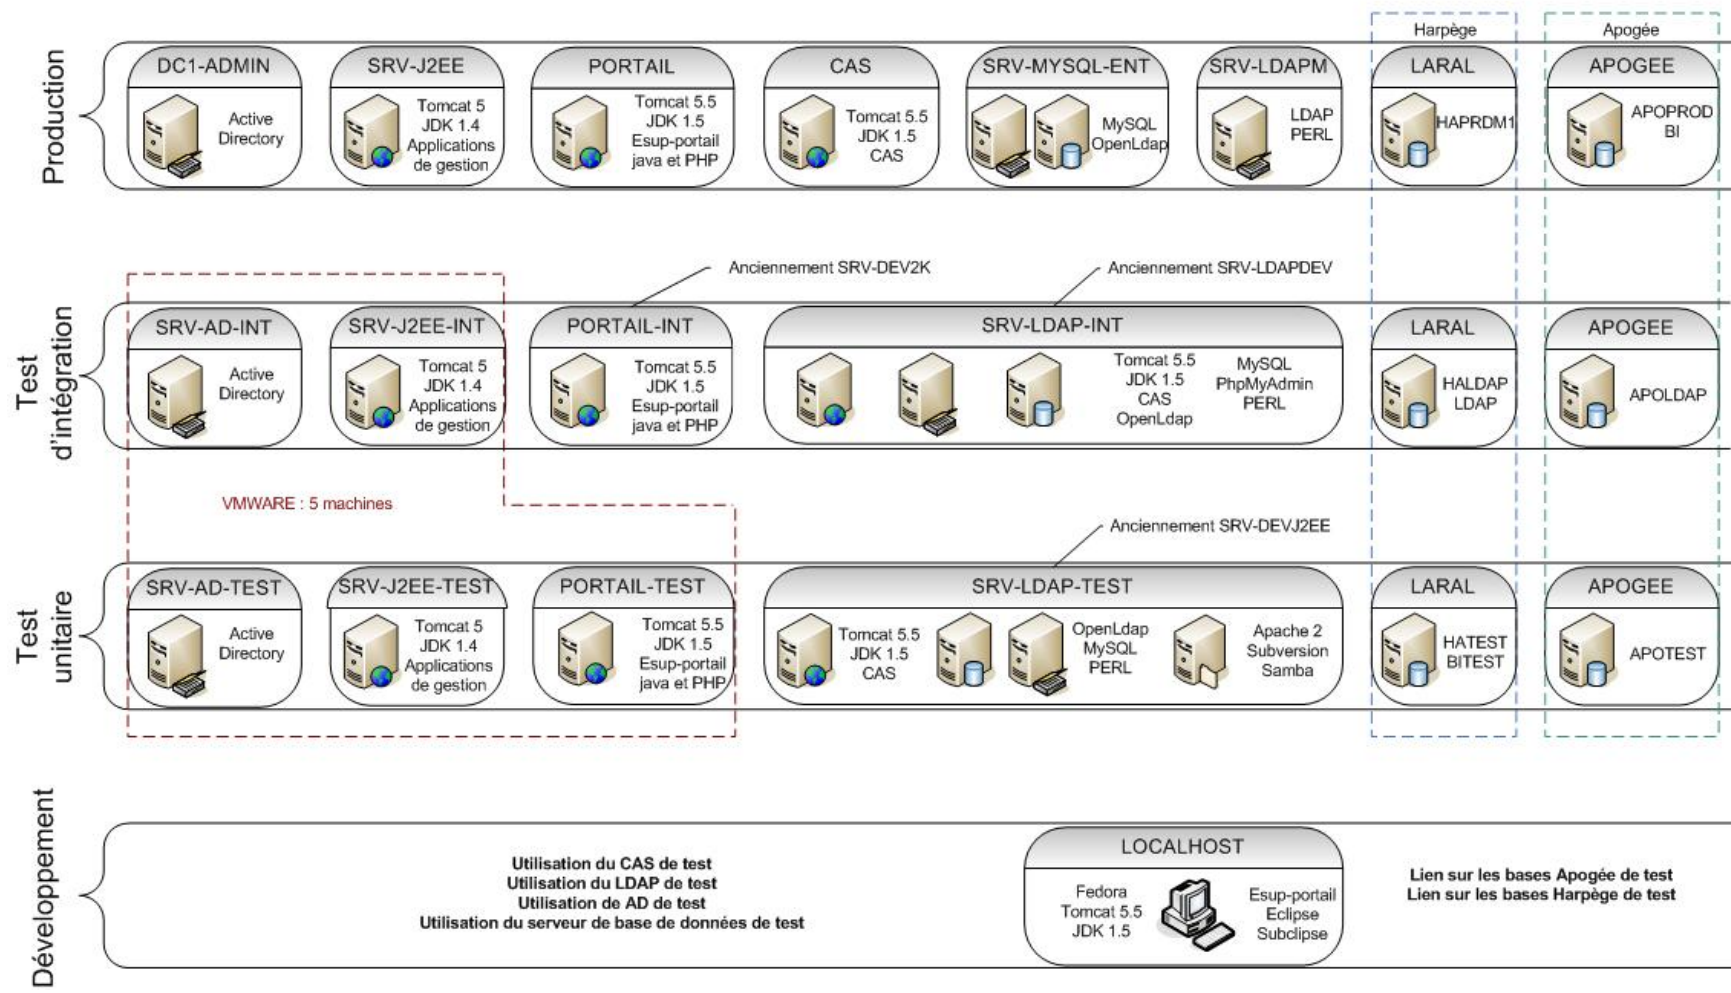 Harpège
Apogée
Production
DC1-ADMIN
Active
Directory
SRV-J2EE
Tomcat 5
JDK 1.4
Applications
de gestion
PORTAIL
Tomcat 5.5
JDK 1.5
Esup-portail
java et PHP
CAS
Tomcat 5.5
JDK 1.5
CAS
SRV-MYSQL-ENT
MySQL
OpenLdap
SRV-LDAPM
LDAP
PERL
LARAL
HAPRDM1
APOGEE
APOPROD
BI
Anciennement SRV-DEV2K
Anciennement SRV-LDAPDEV
Test
d'intégration
SRV-AD-INT
Active
Directory
SRV-J2EE-INT
Tomcat 5
JDK 1.4
Applications
de gestion
PORTAIL-INT
Tomcat 5.5
JDK 1.5
Esup-portail
java et PHP
SRV-LDAP-INT
Tomcat 5.5
JDK 1.5
CAS
OpenLdap
MySQL
PhpMyAdmin
PERL
LARAL
HALDAP
LDAP
APOGEE
APOLDAP
VMWARE : 5 machines
Anciennement SRV-DEVJ2EE
Test
unitaire
SRV-AD-TEST
Active
Directory
SRV-J2EE-TEST
Tomcat 5
JDK 1.4
Applications
de gestion
PORTAIL-TEST
Tomcat 5.5
JDK 1.5
Esup-portail
java et PHP
SRV-LDAP-TEST
Tomcat 5.5
JDK 1.5
CAS
OpenLdap
MySQL
PERL
Apache 2
Subversion
Samba
LARAL
HATEST
BITEST
APOGEE
APOTEST
Développement
Utilisation du CAS de test
Utilisation du LDAP de test
Utilisation de AD de test
Utilisation du serveur de base de données de test
LOCALHOST
Fedora
Tomcat 5.5
JDK 1.5
Esup-portail
Eclipse
Subclipse
Lien sur les bases Apogée de test
Lien sur les bases Harpège de test